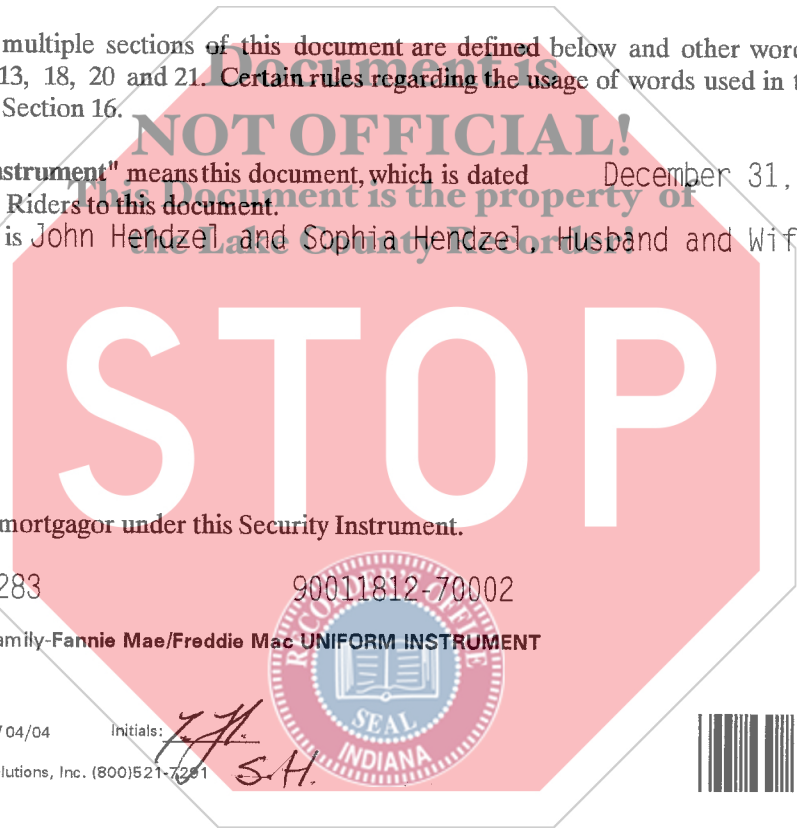 multiple sections of this document are defined below and other word
Document is
13, 18, 20 and 21. Certain rules regarding the usage of words used in t
Section 16.
NOT OFFICIAL!
nstrument" means this document, which is dated December 31,
This Document is the property of
Riders to this document.
is John Hendzel and Sophia Hendzel, Husband and Wif
the Lake County Recorder!
STOP
mortgagor under this Security Instrument.
283 90011812-70002
RECORDER'S OFFICE
amily-Fannie Mae/Freddie Mac UNIFORM INSTRUMENT
04/04 Initials: J.H.
SEAL
INDIANA
lutions, Inc. (800)521-7291 S.H.